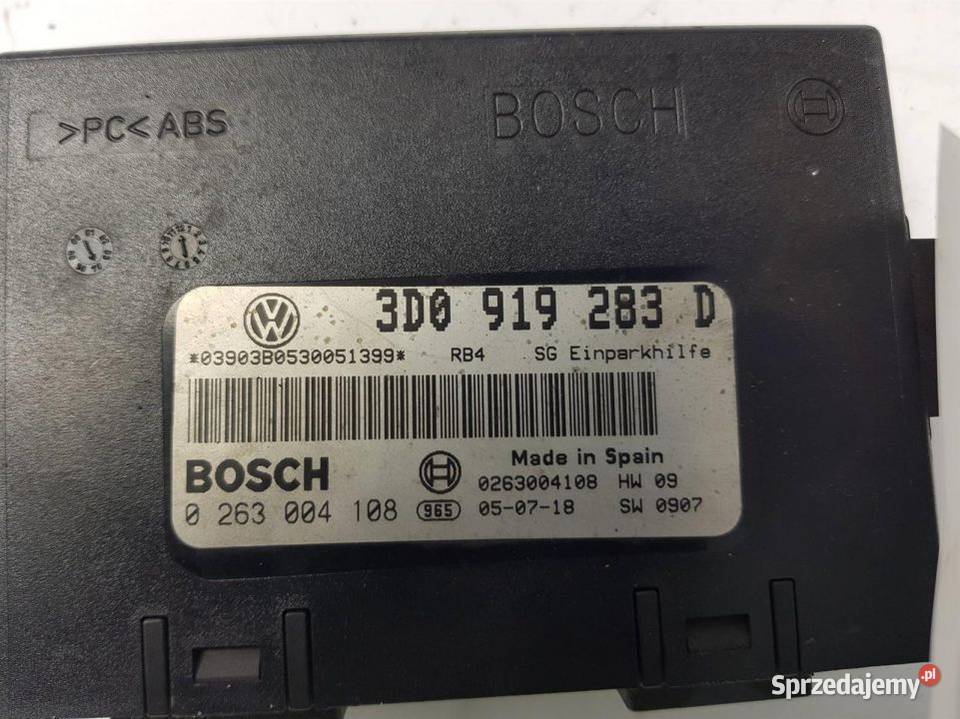 >PC< ABS
BOSCH
3D0 919 283 D
*03903B0530051399* RB4 SG Einparkhilfe
BOSCH
Made in Spain
0263004108 HW 09
0 263 004 108 965 05-07-18 SW 0907
Sprzedajemy.pl